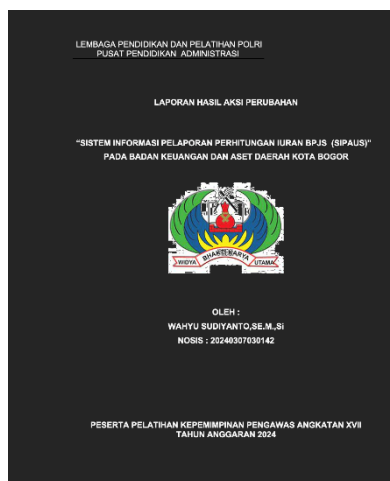 LEMBAGA PENDIDIKAN DAN PELATIHAN POLRI
PUSAT PENDIDIKAN ADMINISTRASI
LAPORAN HASIL AKSI PERUBAHAN
“SISTEM INFORMASI PELAPORAN PERHITUNGAN IURAN BPJS (SIPAUS)”
PADA BADAN KEUANGAN DAN ASET DAERAH KOTA BOGOR
WIDYA BHAKTI KARYA UTAMA
OLEH :
WAHYU SUDIYANTO,SE.M.,Si
NOSIS : 20240307030142
PESERTA PELATIHAN KEPEMIMPINAN PENGAWAS ANGKATAN XVII
TAHUN ANGGARAN 2024